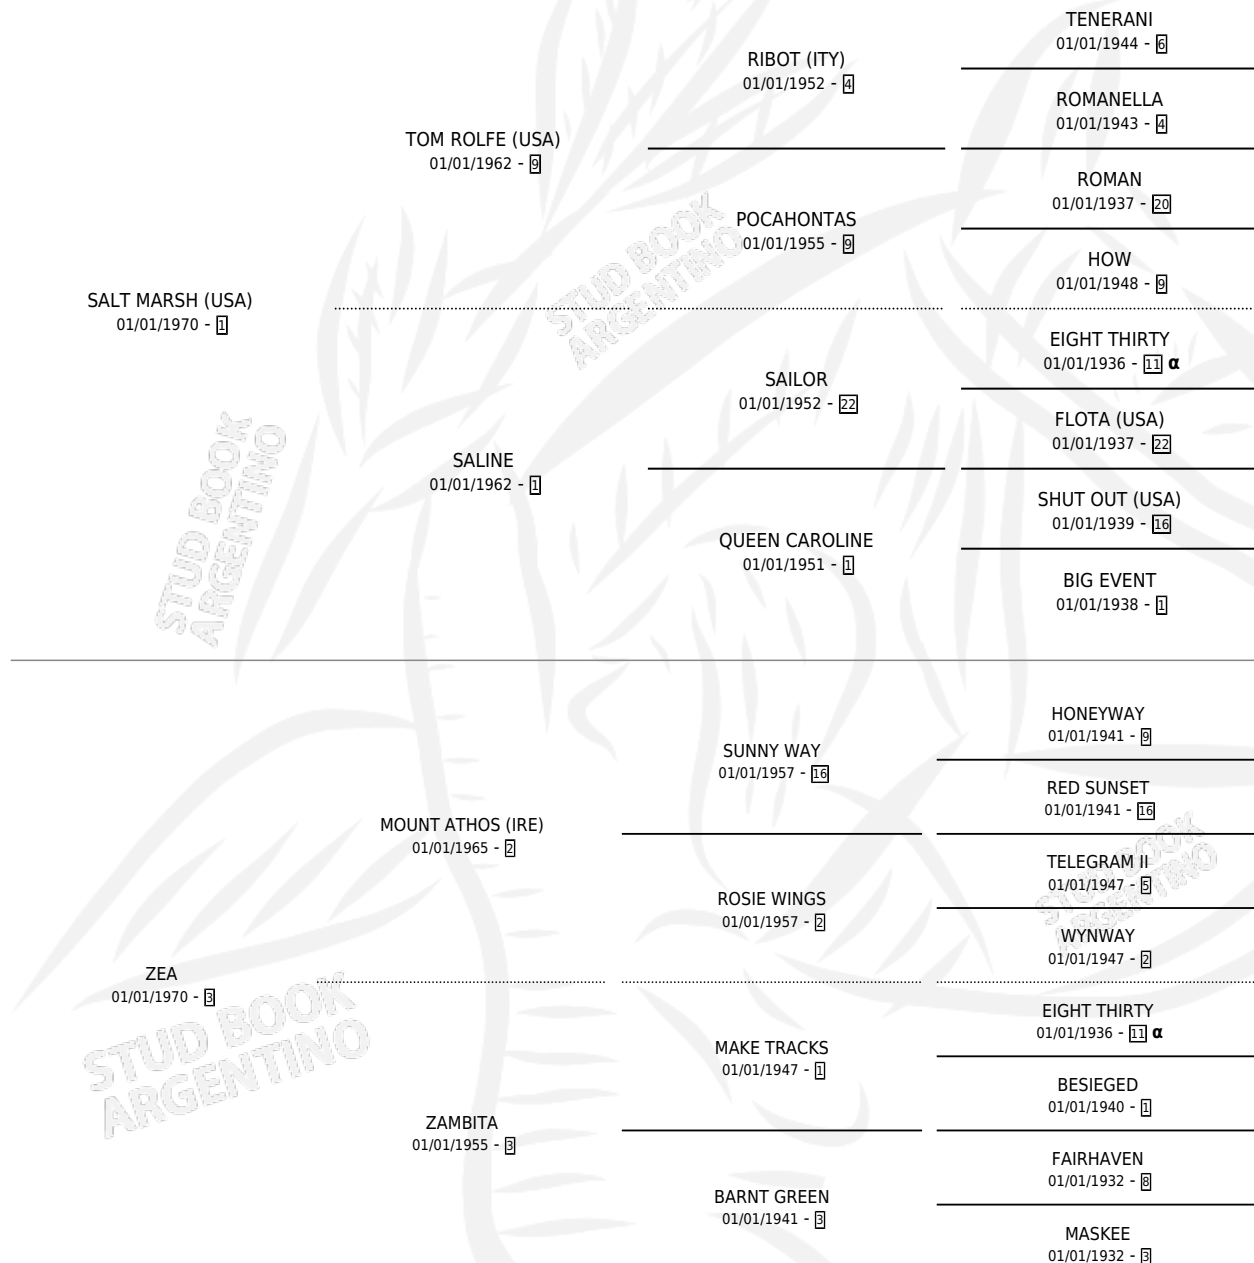 TENERANI
01/01/1944 - 6
RIBOT (ITY)
01/01/1952 - 4
ROMANELLA
01/01/1943 - 4
TOM ROLFE (USA)
01/01/1962 - 9
ROMAN
01/01/1937 - 20
POCAHONTAS
01/01/1955 - 9
HOW
01/01/1948 - 9
SALT MARSH (USA)
01/01/1970 - 1
EIGHT THIRTY
01/01/1936 - 11 α
SAILOR
01/01/1952 - 22
FLOTA (USA)
01/01/1937 - 22
SALINE
01/01/1962 - 1
SHUT OUT (USA)
01/01/1939 - 16
QUEEN CAROLINE
01/01/1951 - 1
BIG EVENT
01/01/1938 - 1
HONEYWAY
01/01/1941 - 9
SUNNY WAY
01/01/1957 - 16
RED SUNSET
01/01/1941 - 16
MOUNT ATHOS (IRE)
01/01/1965 - 2
TELEGRAM II
01/01/1947 - 5
ROSIE WINGS
01/01/1957 - 2
WYNWAY
01/01/1947 - 2
ZEA
01/01/1970 - 3
EIGHT THIRTY
01/01/1936 - 11 α
MAKE TRACKS
01/01/1947 - 1
BESIEGED
01/01/1940 - 1
ZAMBITA
01/01/1955 - 3
FAIRHAVEN
01/01/1932 - 8
BARNT GREEN
01/01/1941 - 3
MASKEE
01/01/1932 - 3
STUD BOOK
ARGENTINO
STUD BOOK
ARGENTINO
STUD BOOK
ARGENTINO
STUD BOOK
ARGENTINO